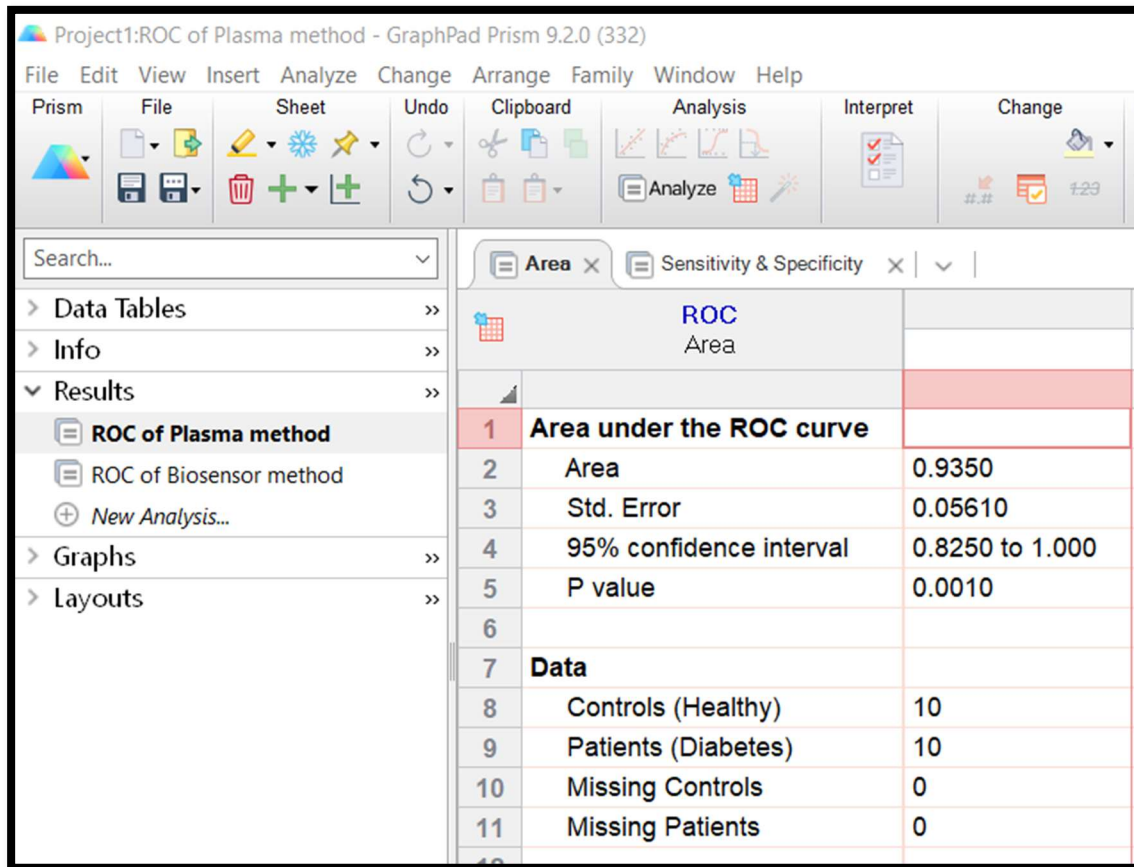 Project1:ROC of Plasma method - GraphPad Prism 9.2.0 (332)
File Edit View Insert Analyze Change Arrange Family Window Help
Prism File Sheet Undo Clipboard Analysis Interpret Change
Analyze
#.#
123
Search...
Area
Sensitivity & Specificity
Data Tables
Info
Results
ROC of Plasma method
ROC of Biosensor method
New Analysis...
Graphs
Layouts
ROC
Area
1 Area under the ROC curve
2 Area 0.9350
3 Std. Error 0.05610
4 95% confidence interval 0.8250 to 1.000
5 P value 0.0010
6
7 Data
8 Controls (Healthy) 10
9 Patients (Diabetes) 10
10 Missing Controls 0
11 Missing Patients 0